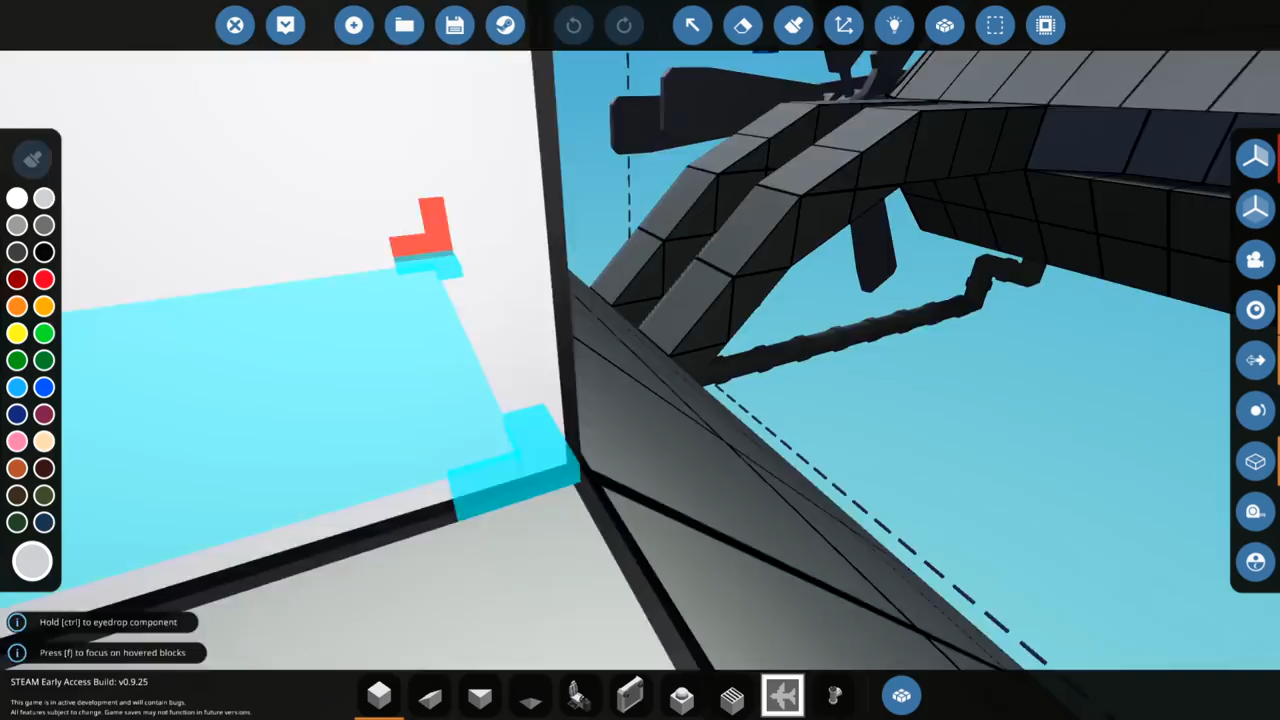 Hold [ctrl] to eyedrop component
Press [f] to focus on hovered blocks
STEAM Early Access Build: v0.9.25
This game is in active development and will contain bugs.
All features subject to change. Game saves may not function in future versions.